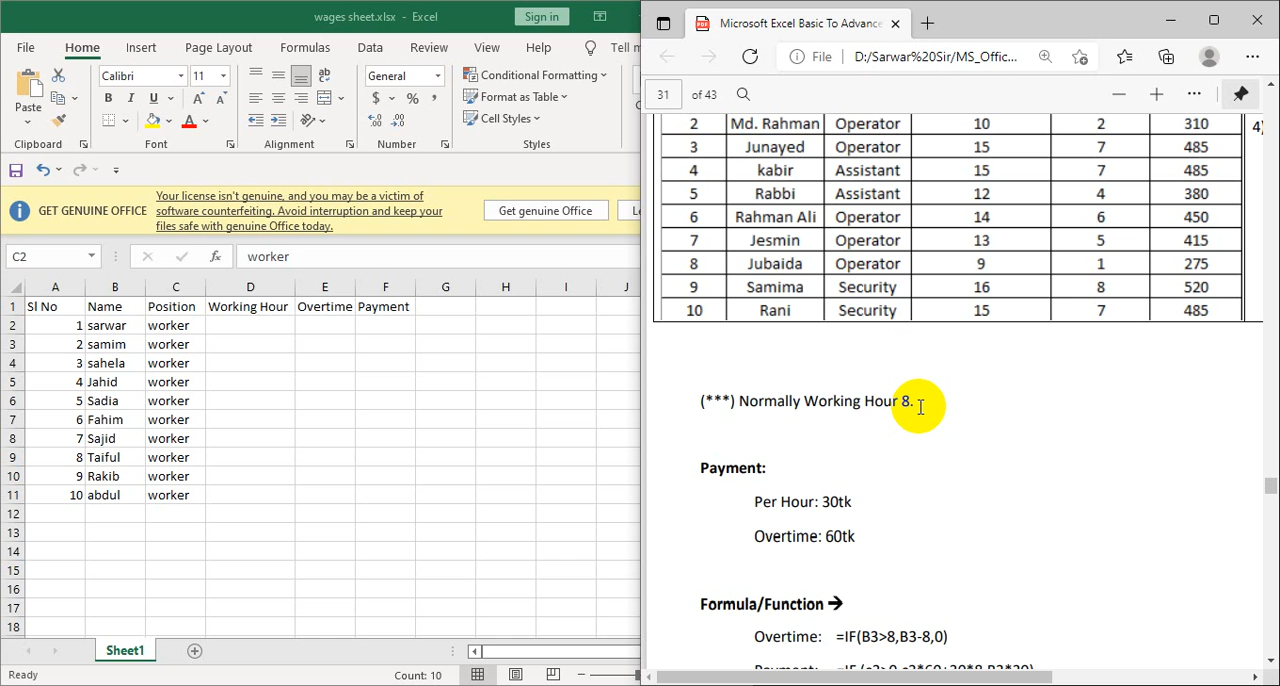 wages sheet.xlsx - Excel
Sign in
File Home Insert Page Layout Formulas Data Review View Help Tell m
Paste
Calibri 11
B I U
A A
ab
General
$ % ,
Conditional Formatting
Format as Table
Cell Styles
Clipboard Font Alignment Number Styles
GET GENUINE OFFICE
Your license isn't genuine, and you may be a victim of
software counterfeiting. Avoid interruption and keep your
files safe with genuine Office today.
Get genuine Office
C2 fx worker
A B C D E F G H I J
1 Sl No Name Position Working Hour Overtime Payment
2 1 sarwar worker
3 2 samim worker
4 3 sahela worker
5 4 Jahid worker
6 5 Sadia worker
7 6 Fahim worker
8 7 Sajid worker
9 8 Taiful worker
10 9 Rakib worker
11 10 abdul worker
12
13
14
15
16
17
18
Sheet1
Ready Count: 10
Microsoft Excel Basic To Advance
File D:/Sarwar%20Sir/MS_Offic...
31 of 43
2 Md. Rahman Operator 10 2 310
3 Junayed Operator 15 7 485
4 kabir Assistant 15 7 485
5 Rabbi Assistant 12 4 380
6 Rahman Ali Operator 14 6 450
7 Jesmin Operator 13 5 415
8 Jubaida Operator 9 1 275
9 Samima Security 16 8 520
10 Rani Security 15 7 485
4)
(***) Normally Working Hour 8.
Payment:
Per Hour: 30tk
Overtime: 60tk
Formula/Function →
Overtime: =IF(B3>8,B3-8,0)